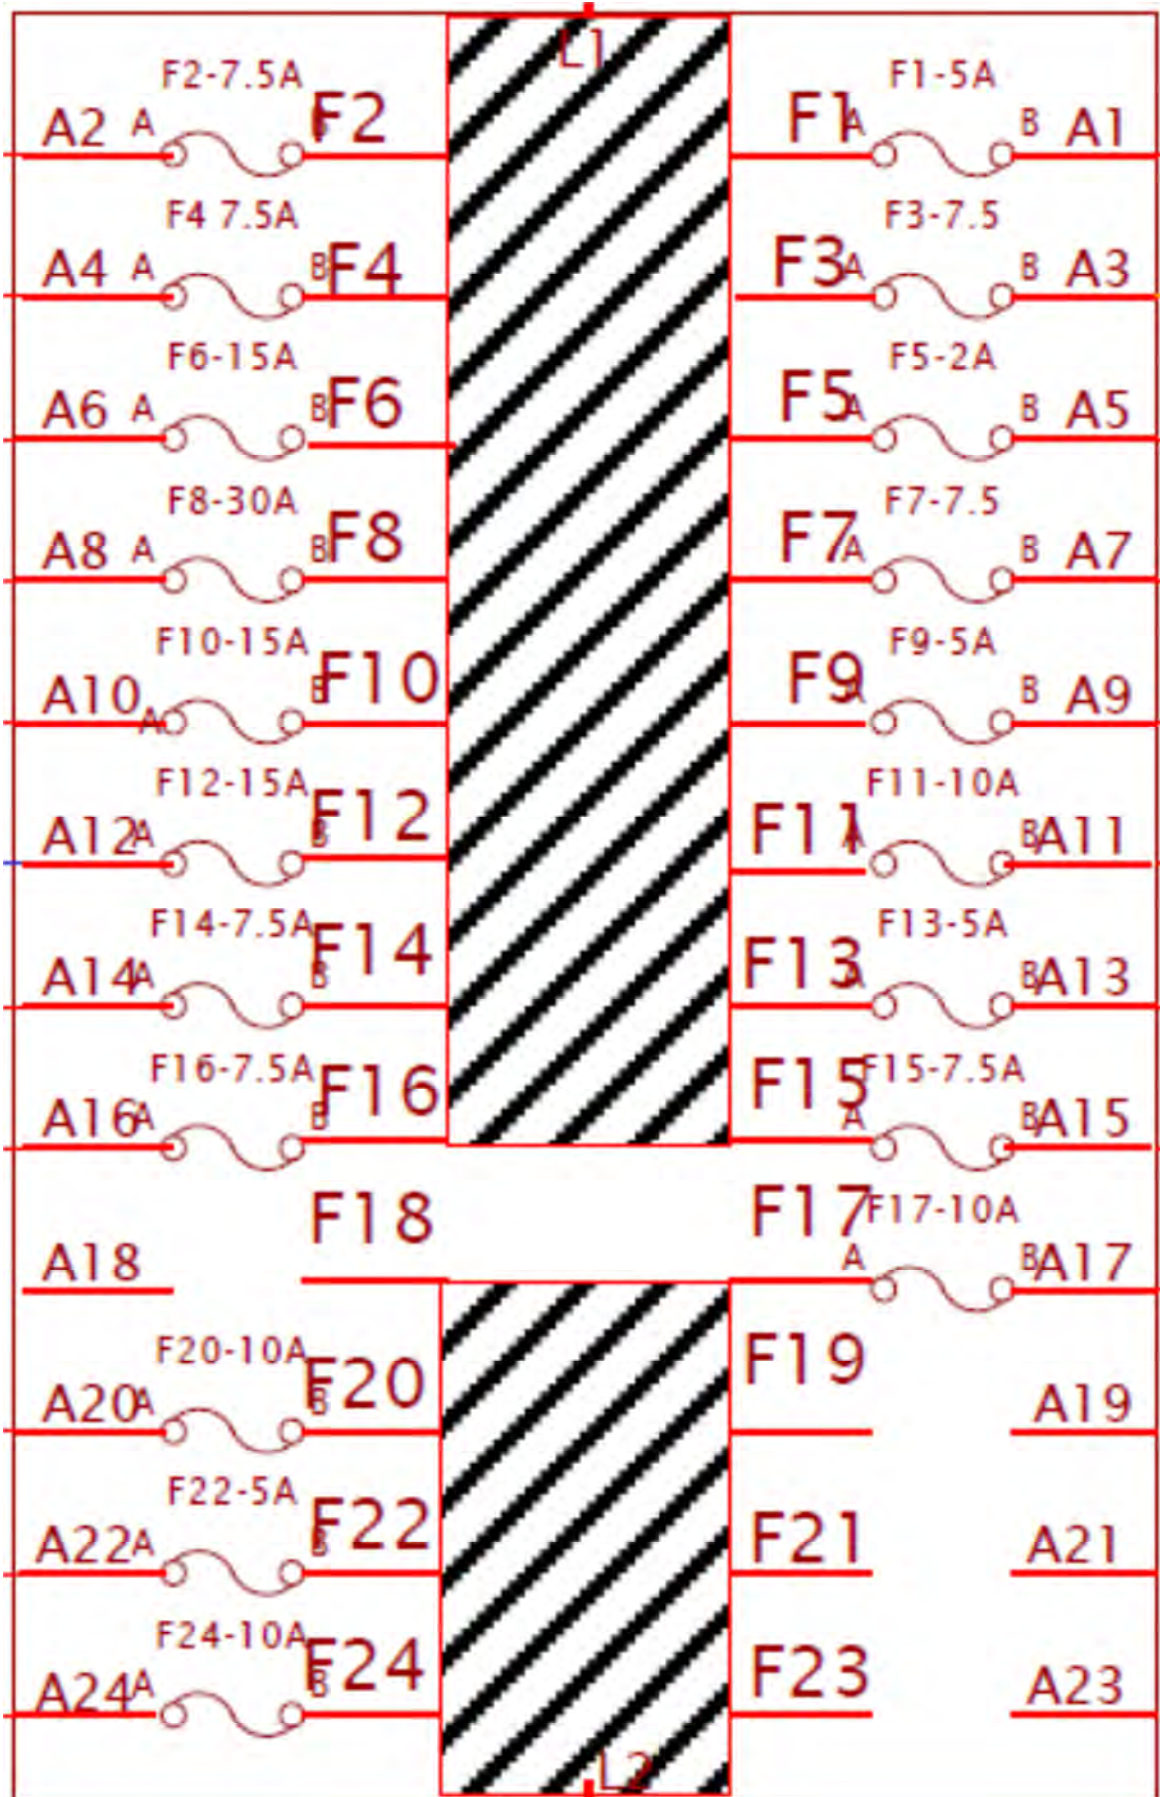 L1
F2-7.5A F1-5A
A2 A B F2 F1 A B A1
F4 7.5A F3-7.5
A4 A B F4 F3 A B A3
F6-15A F5-2A
A6 A B F6 F5 A B A5
F8-30A F7-7.5
A8 A B F8 F7 A B A7
F10-15A F9-5A
A10 A B F10 F9 A B A9
F12-15A F11-10A
A12 A B F12 F11 A B A11
F14-7.5A F13-5A
A14 A B F14 F13 A B A13
F16-7.5A F15-7.5A
A16 A B F16 F15 A B A15
F17-10A
A18 F18 F17 A B A17
F20-10A
A20 A B F20 F19 A19
F22-5A
A22 A B F22 F21 A21
F24-10A
A24 A B F24 F23 A23
L2